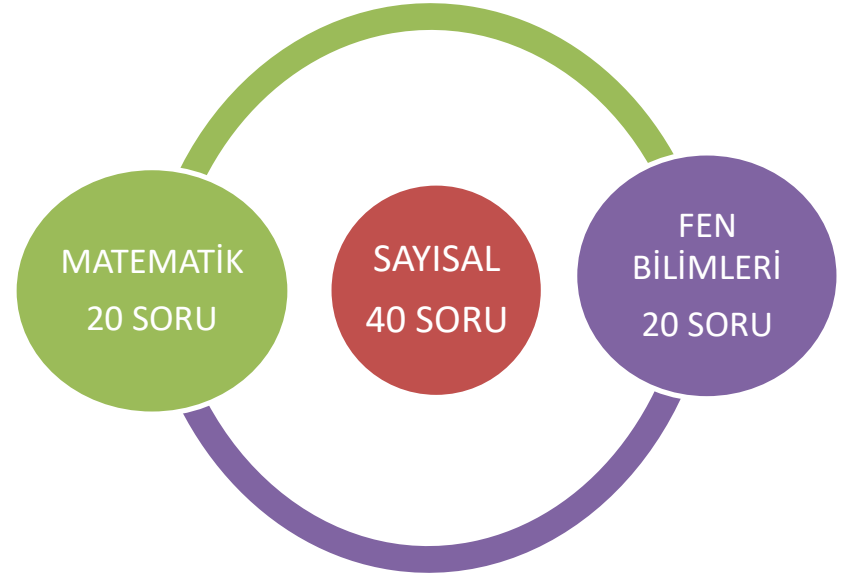 MATEMATİK
20 SORU
SAYISAL
40 SORU
FEN
BİLİMLERİ
20 SORU